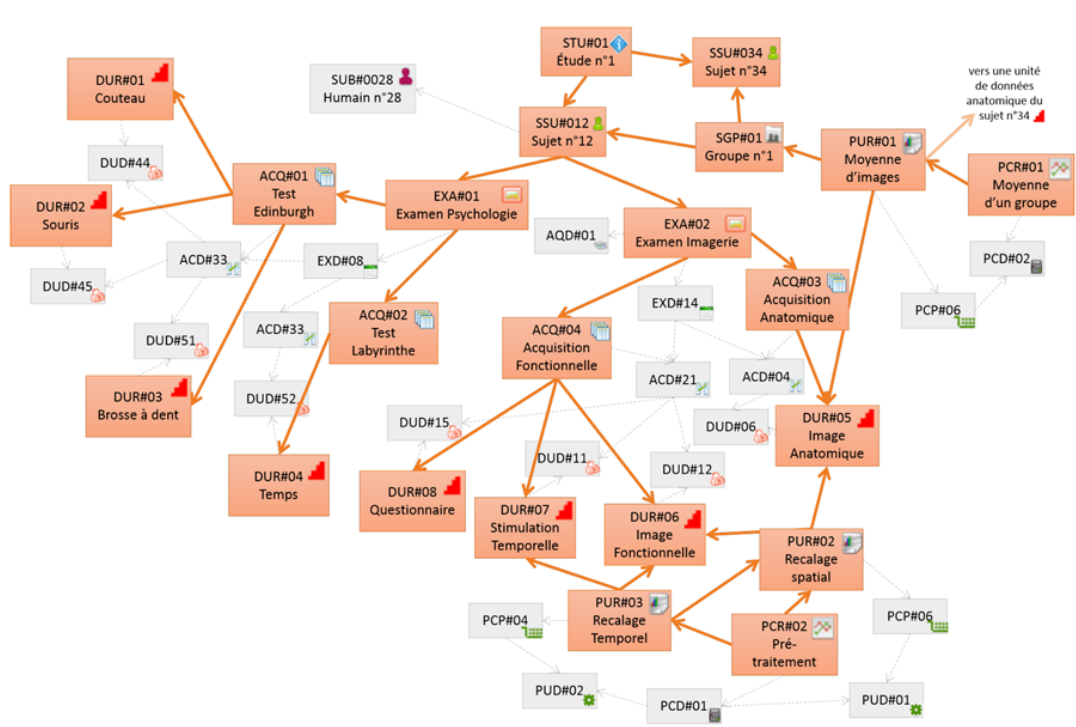 STU#01
Étude n°1
SSU#034
Sujet n°34
DUR#01
Couteau
SUB#0028
Humain n°28
vers une unité
de données
anatomique du
sujet n°34
SSU#012
Sujet n°12
SGP#01
Groupe n°1
PUR#01
Moyenne
d'images
DUD#44
ACQ#01
Test
Edinburgh
EXA#01
Examen Psychologie
PCR#01
Moyenne
d'un groupe
DUR#02
Souris
EXA#02
Examen Imagerie
AQD#01
ACD#33
EXD#08
PCD#02
DUD#45
ACQ#03
Acquisition
Anatomique
EXD#14
PCP#06
ACQ#02
Test
Labyrinthe
ACD#33
DUD#51
ACQ#04
Acquisition
Fonctionnelle
ACD#21
ACD#04
DUR#03
Brosse à dent
DUD#52
DUD#15
DUD#06
DUR#05
Image
Anatomique
DUD#11
DUD#12
DUR#04
Temps
DUR#08
Questionnaire
DUR#07
Stimulation
Temporelle
DUR#06
Image
Fonctionnelle
PUR#02
Recalage
spatial
PUR#03
Recalage
Temporel
PCP#04
PCP#06
PCR#02
Pré-
traitement
PUD#02
PCD#01
PUD#01